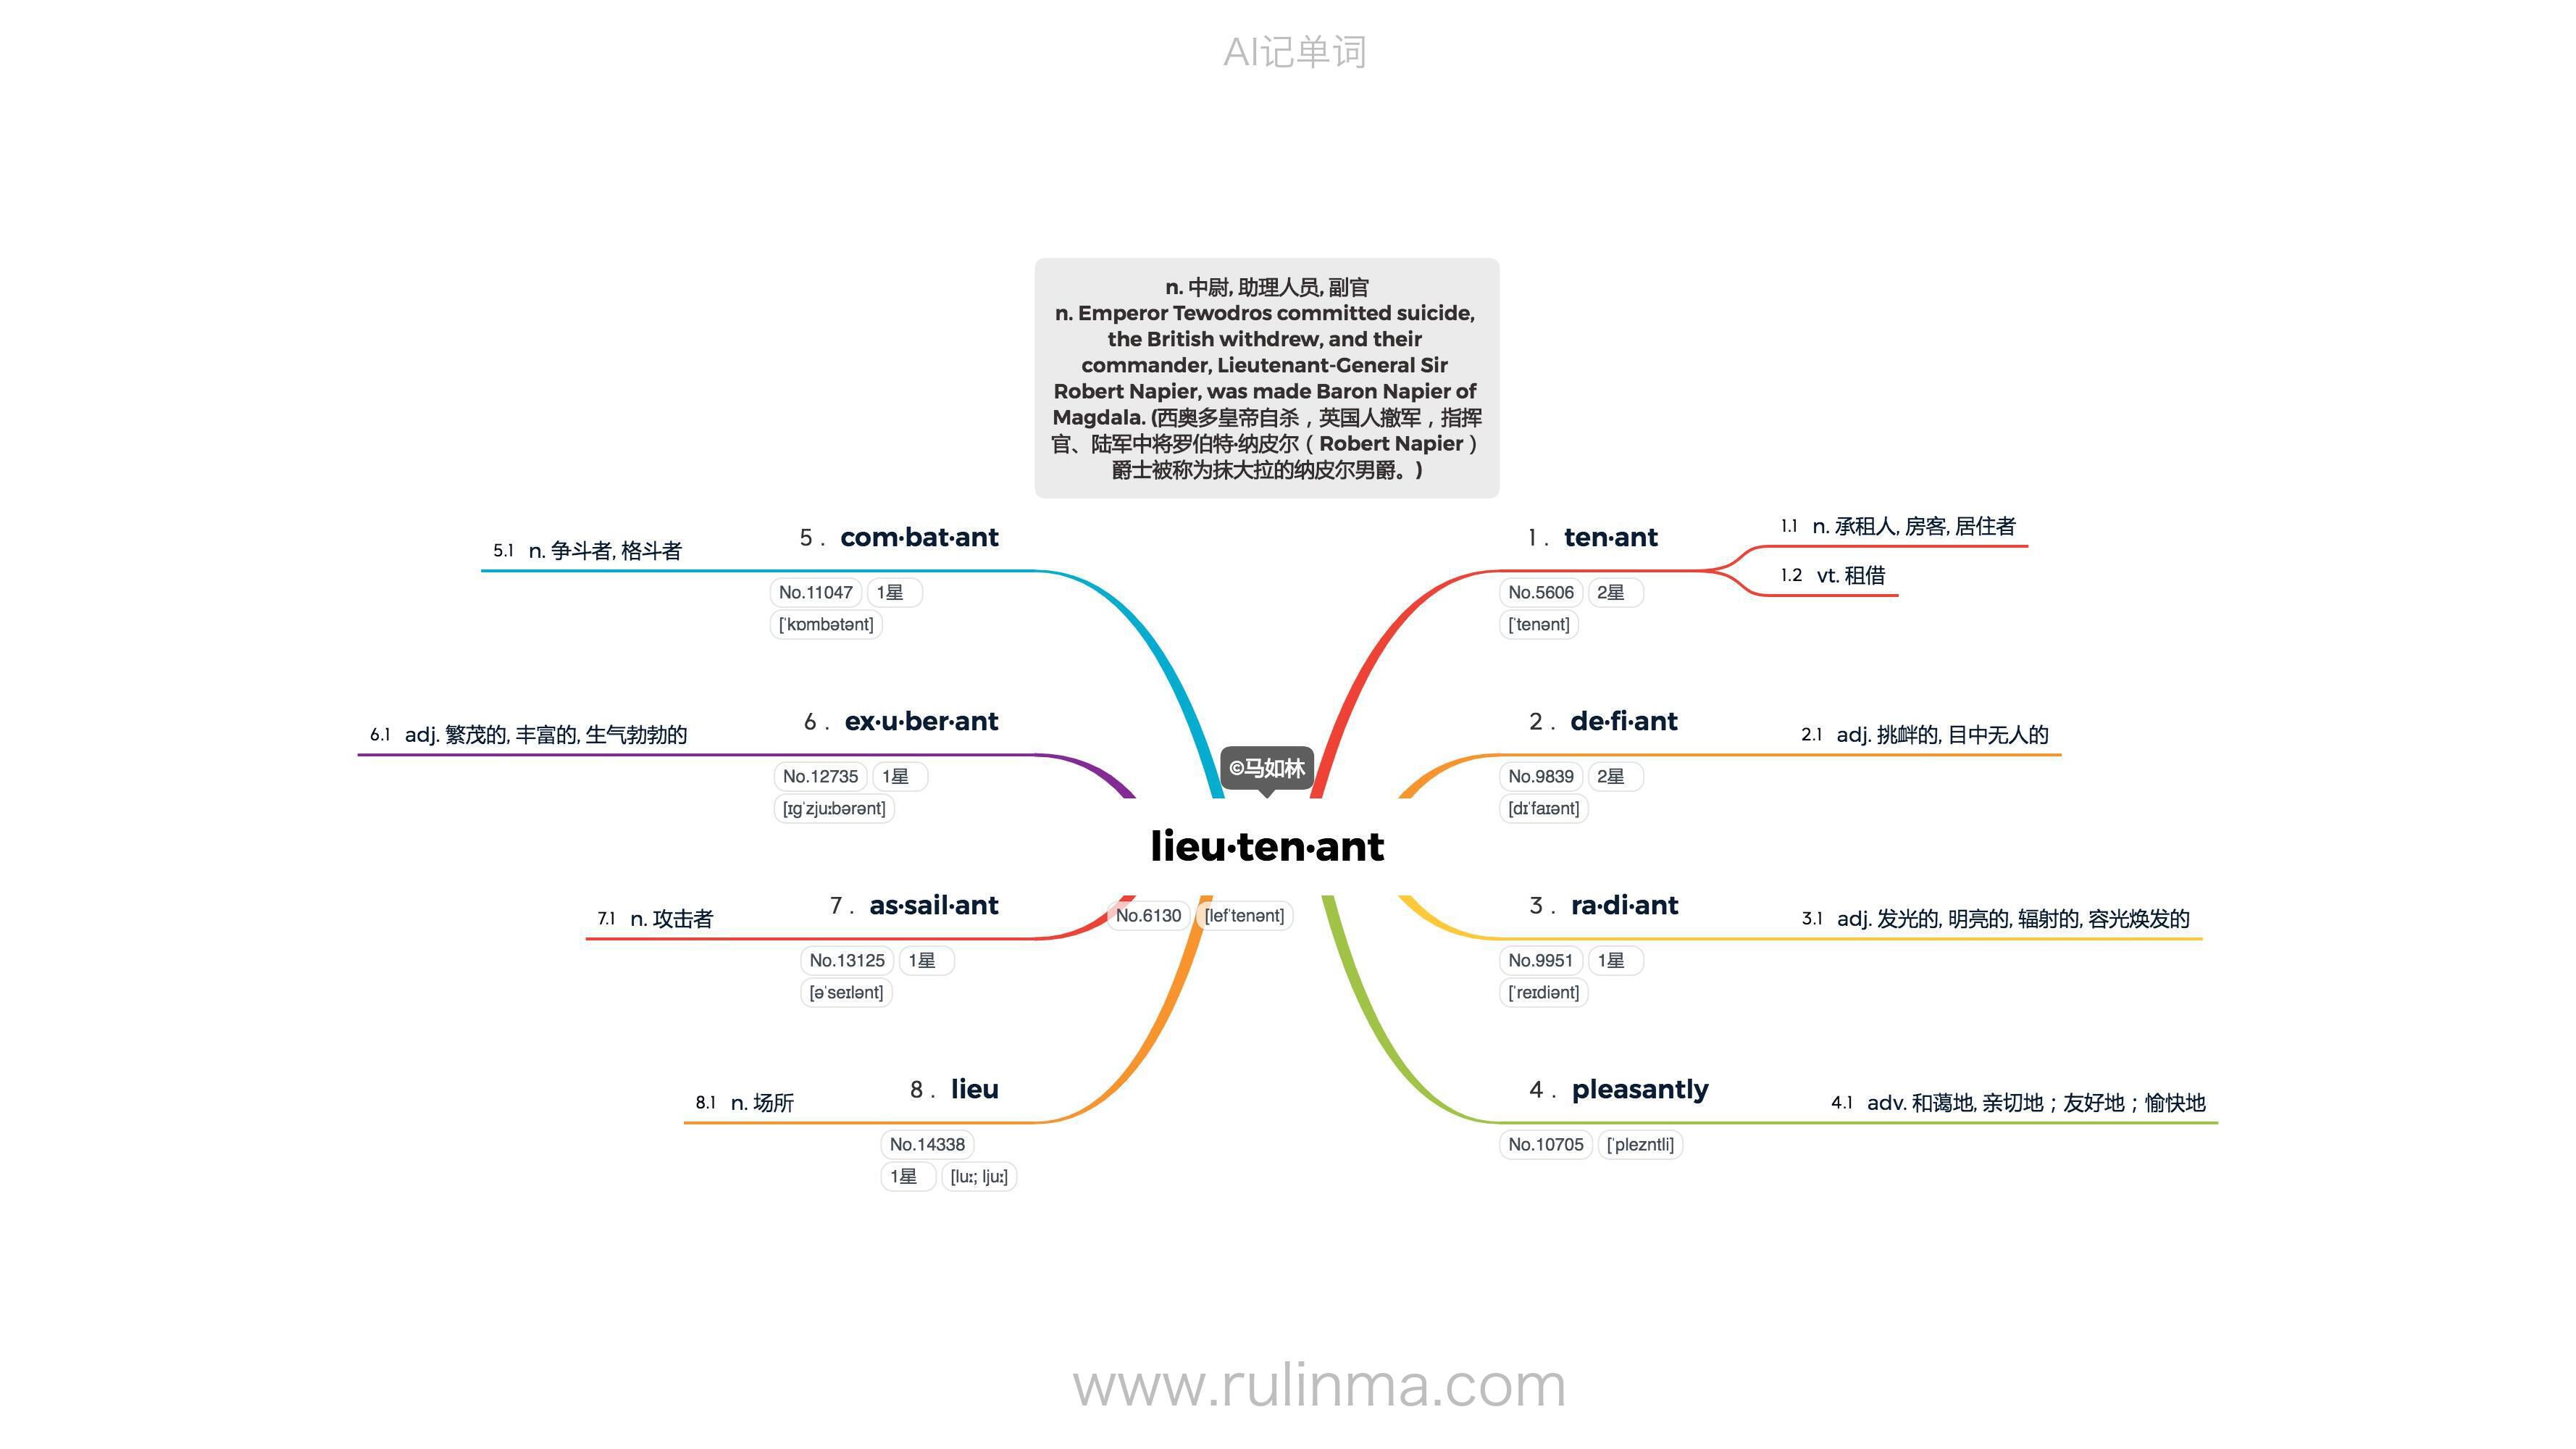 AI记单词
n. 中尉, 助理人员, 副官
n. Emperor Tewodros committed suicide,
the British withdrew, and their
commander, Lieutenant-General Sir
Robert Napier, was made Baron Napier of
Magdala. (西奥多皇帝自杀，英国人撤军，指挥
官、陆军中将罗伯特·纳皮尔（Robert Napier）
爵士被称为抹大拉的纳皮尔男爵。)
©马如林
lieu·ten·ant
No.6130 [lef'tenənt]
1. ten·ant
No.5606 2星
['tenənt]
1.1 n. 承租人, 房客, 居住者
1.2 vt. 租借
2. de·fi·ant
No.9839 2星
[dɪ'faɪənt]
2.1 adj. 挑衅的, 目中无人的
3. ra·di·ant
No.9951 1星
['reɪdiənt]
3.1 adj. 发光的, 明亮的, 辐射的, 容光焕发的
4. pleasantly
No.10705 ['plezntli]
4.1 adv. 和蔼地, 亲切地；友好地；愉快地
5. com·bat·ant
No.11047 1星
['kɒmbətənt]
5.1 n. 争斗者, 格斗者
6. ex·u·ber·ant
No.12735 1星
[ɪg'zjuːbərənt]
6.1 adj. 繁茂的, 丰富的, 生气勃勃的
7. as·sail·ant
No.13125 1星
[ə'seɪlənt]
7.1 n. 攻击者
8. lieu
No.14338
1星 [luː; ljuː]
8.1 n. 场所
www.rulinma.com